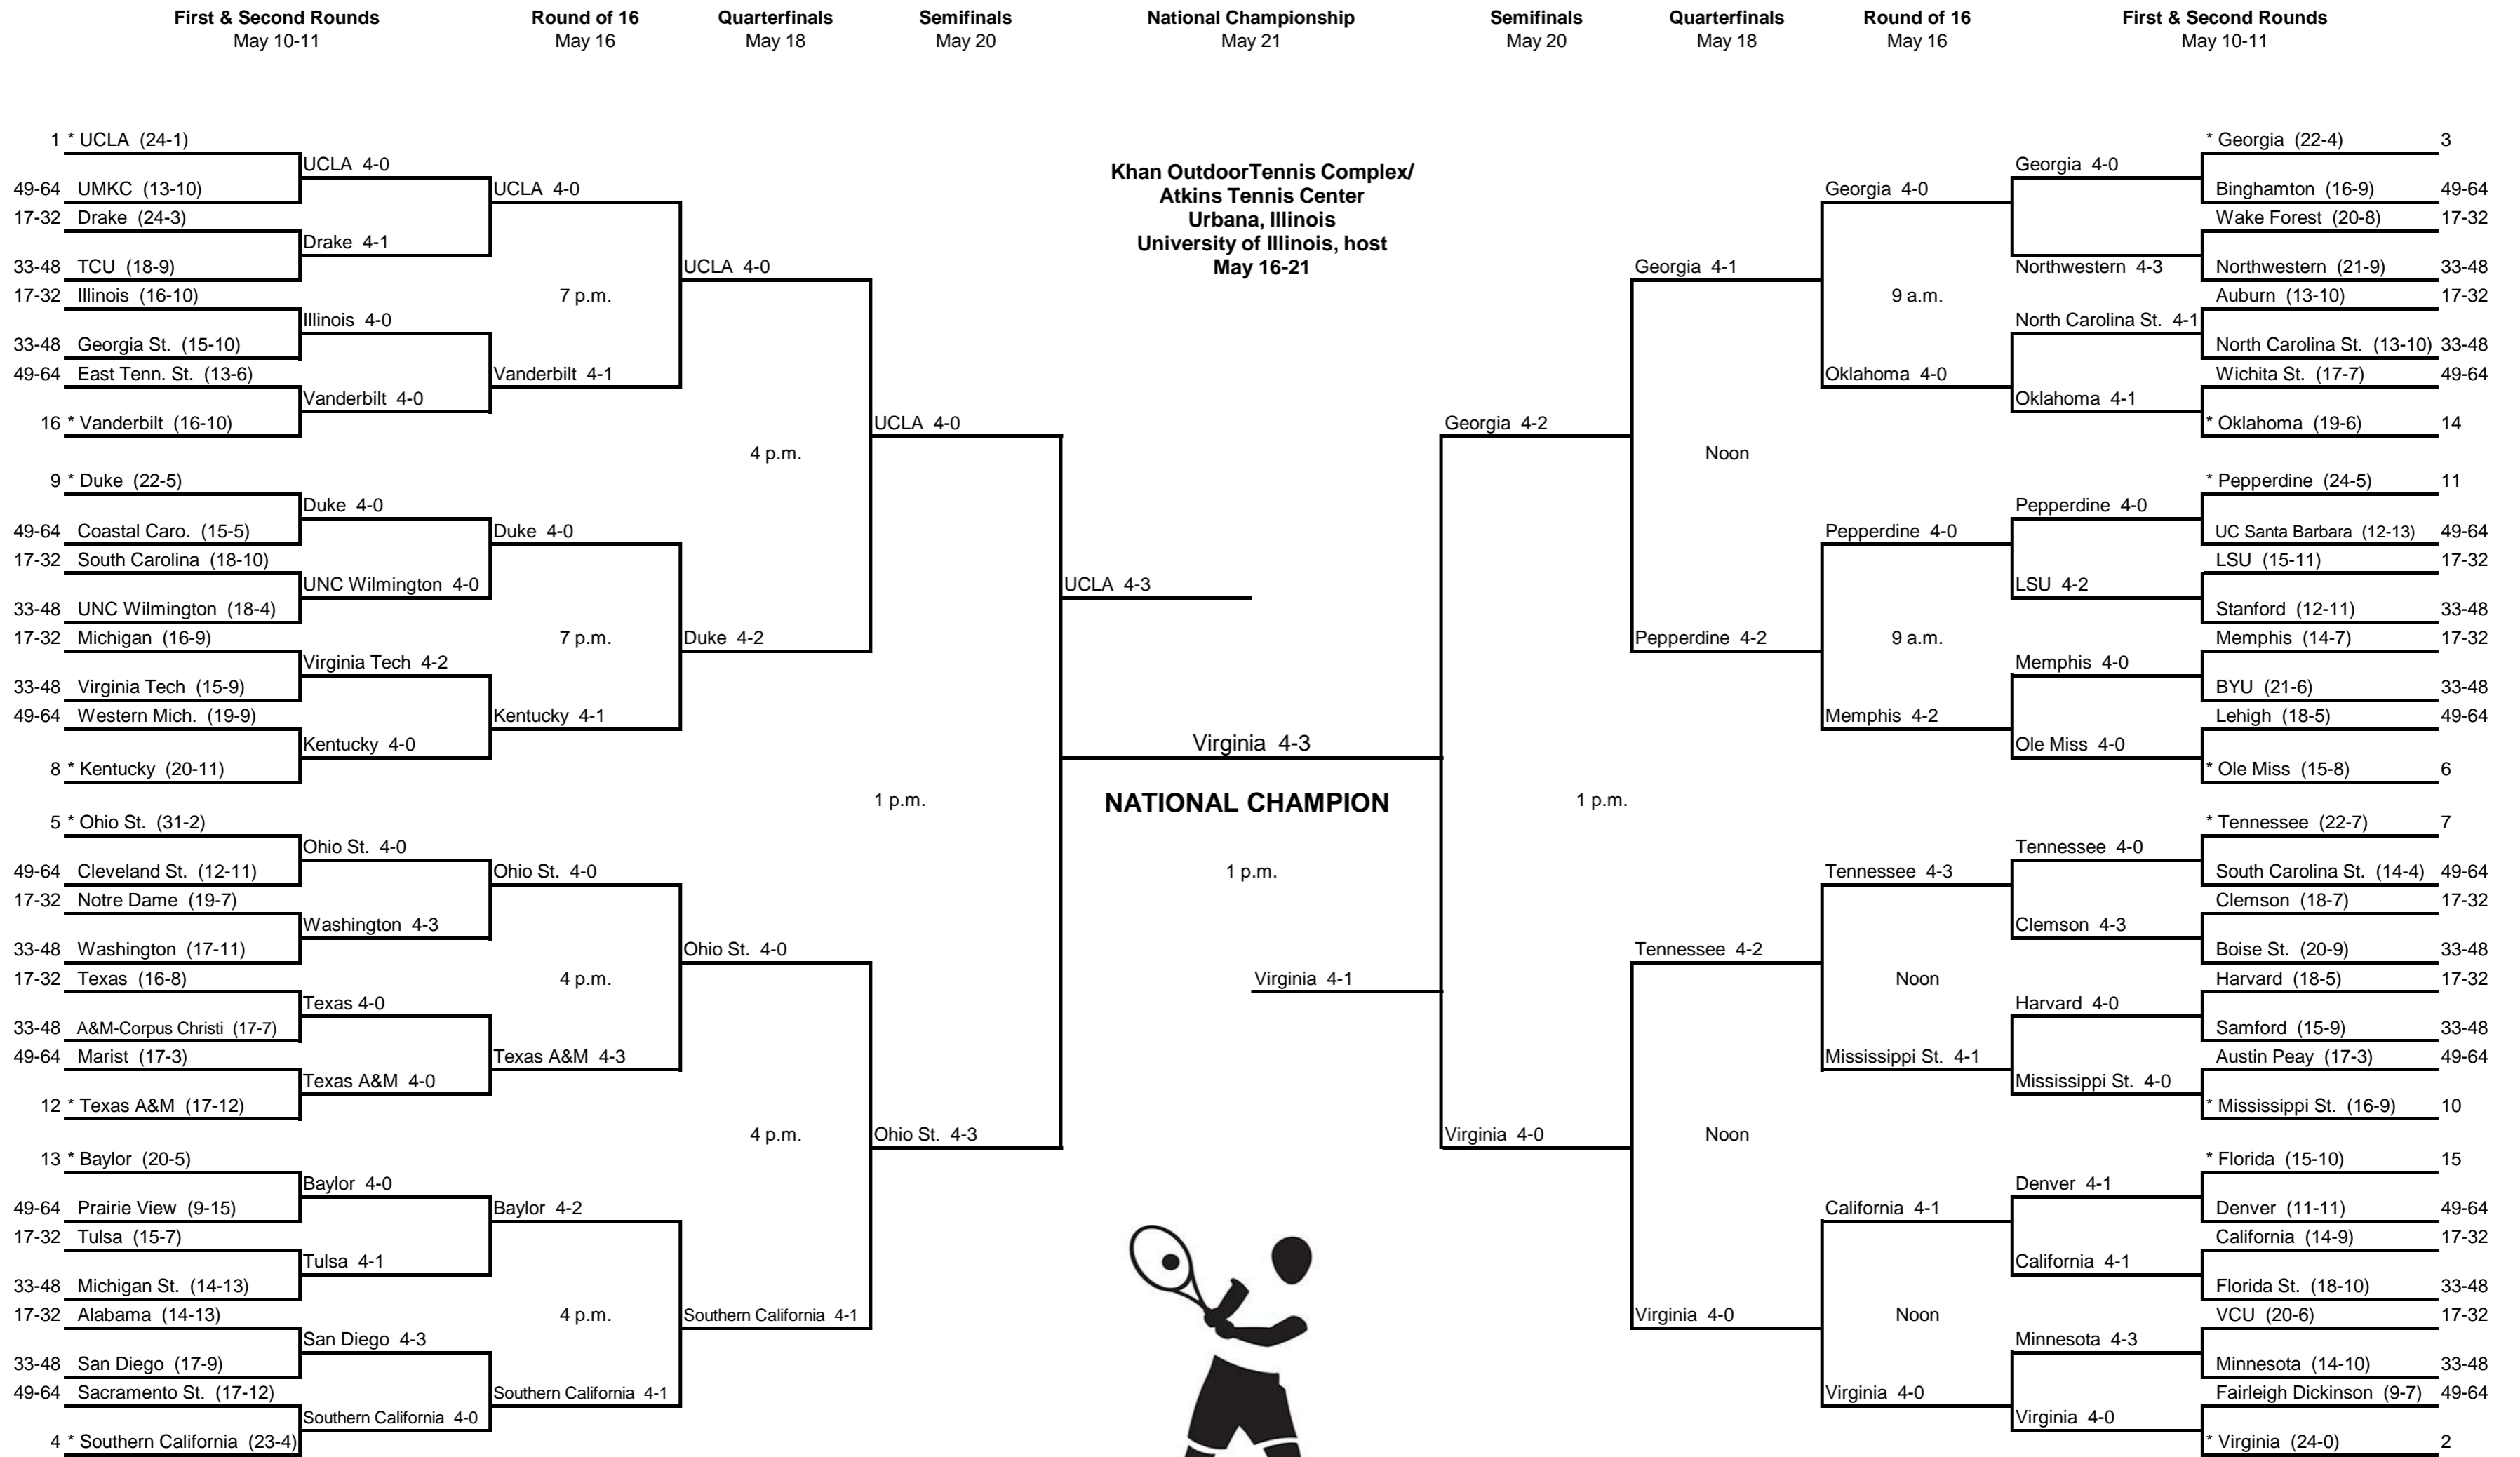 First & Second Rounds
May 10-11
Round of 16
May 16
Quarterfinals
May 18
Semifinals
May 20
National Championship
May 21
Semifinals
May 20
Quarterfinals
May 18
Round of 16
May 16
First & Second Rounds
May 10-11
1 * UCLA (24-1)
49-64 UMKC (13-10)
17-32 Drake (24-3)
33-48 TCU (18-9)
17-32 Illinois (16-10)
33-48 Georgia St. (15-10)
49-64 East Tenn. St. (13-6)
16 * Vanderbilt (16-10)
9 * Duke (22-5)
49-64 Coastal Caro. (15-5)
17-32 South Carolina (18-10)
33-48 UNC Wilmington (18-4)
17-32 Michigan (16-9)
33-48 Virginia Tech (15-9)
49-64 Western Mich. (19-9)
8 * Kentucky (20-11)
5 * Ohio St. (31-2)
49-64 Cleveland St. (12-11)
17-32 Notre Dame (19-7)
33-48 Washington (17-11)
17-32 Texas (16-8)
33-48 A&M-Corpus Christi (17-7)
49-64 Marist (17-3)
12 * Texas A&M (17-12)
13 * Baylor (20-5)
49-64 Prairie View (9-15)
17-32 Tulsa (15-7)
33-48 Michigan St. (14-13)
17-32 Alabama (14-13)
33-48 San Diego (17-9)
49-64 Sacramento St. (17-12)
4 * Southern California (23-4)
UCLA 4-0
Drake 4-1
Illinois 4-0
Vanderbilt 4-0
Duke 4-0
UNC Wilmington 4-0
Virginia Tech 4-2
Kentucky 4-0
Ohio St. 4-0
Washington 4-3
Texas 4-0
Texas A&M 4-0
Baylor 4-0
Tulsa 4-1
San Diego 4-3
Southern California 4-0
UCLA 4-0
7 p.m.
Vanderbilt 4-1
Duke 4-0
7 p.m.
Kentucky 4-1
Ohio St. 4-0
4 p.m.
Texas A&M 4-3
Baylor 4-2
4 p.m.
Southern California 4-1
UCLA 4-0
4 p.m.
Duke 4-2
Ohio St. 4-0
4 p.m.
Southern California 4-1
UCLA 4-0
1 p.m.
Ohio St. 4-3
Khan OutdoorTennis Complex/
Atkins Tennis Center
Urbana, Illinois
University of Illinois, host
May 16-21
UCLA 4-3
Virginia 4-3
NATIONAL CHAMPION
1 p.m.
Virginia 4-1
Georgia 4-2
1 p.m.
Virginia 4-0
Georgia 4-1
Noon
Pepperdine 4-2
Tennessee 4-2
Noon
Virginia 4-0
Georgia 4-0
9 a.m.
Oklahoma 4-0
Pepperdine 4-0
9 a.m.
Memphis 4-2
Tennessee 4-3
Noon
Mississippi St. 4-1
California 4-1
Noon
Virginia 4-0
Georgia 4-0
Northwestern 4-3
North Carolina St. 4-1
Oklahoma 4-1
Pepperdine 4-0
LSU 4-2
Memphis 4-0
Ole Miss 4-0
Tennessee 4-0
Clemson 4-3
Harvard 4-0
Mississippi St. 4-0
Denver 4-1
California 4-1
Minnesota 4-3
Virginia 4-0
* Georgia (22-4) 3
Binghamton (16-9) 49-64
Wake Forest (20-8) 17-32
Northwestern (21-9) 33-48
Auburn (13-10) 17-32
North Carolina St. (13-10) 33-48
Wichita St. (17-7) 49-64
* Oklahoma (19-6) 14
* Pepperdine (24-5) 11
UC Santa Barbara (12-13) 49-64
LSU (15-11) 17-32
Stanford (12-11) 33-48
Memphis (14-7) 17-32
BYU (21-6) 33-48
Lehigh (18-5) 49-64
* Ole Miss (15-8) 6
* Tennessee (22-7) 7
South Carolina St. (14-4) 49-64
Clemson (18-7) 17-32
Boise St. (20-9) 33-48
Harvard (18-5) 17-32
Samford (15-9) 33-48
Austin Peay (17-3) 49-64
* Mississippi St. (16-9) 10
* Florida (15-10) 15
Denver (11-11) 49-64
California (14-9) 17-32
Florida St. (18-10) 33-48
VCU (20-6) 17-32
Minnesota (14-10) 33-48
Fairleigh Dickinson (9-7) 49-64
* Virginia (24-0) 2